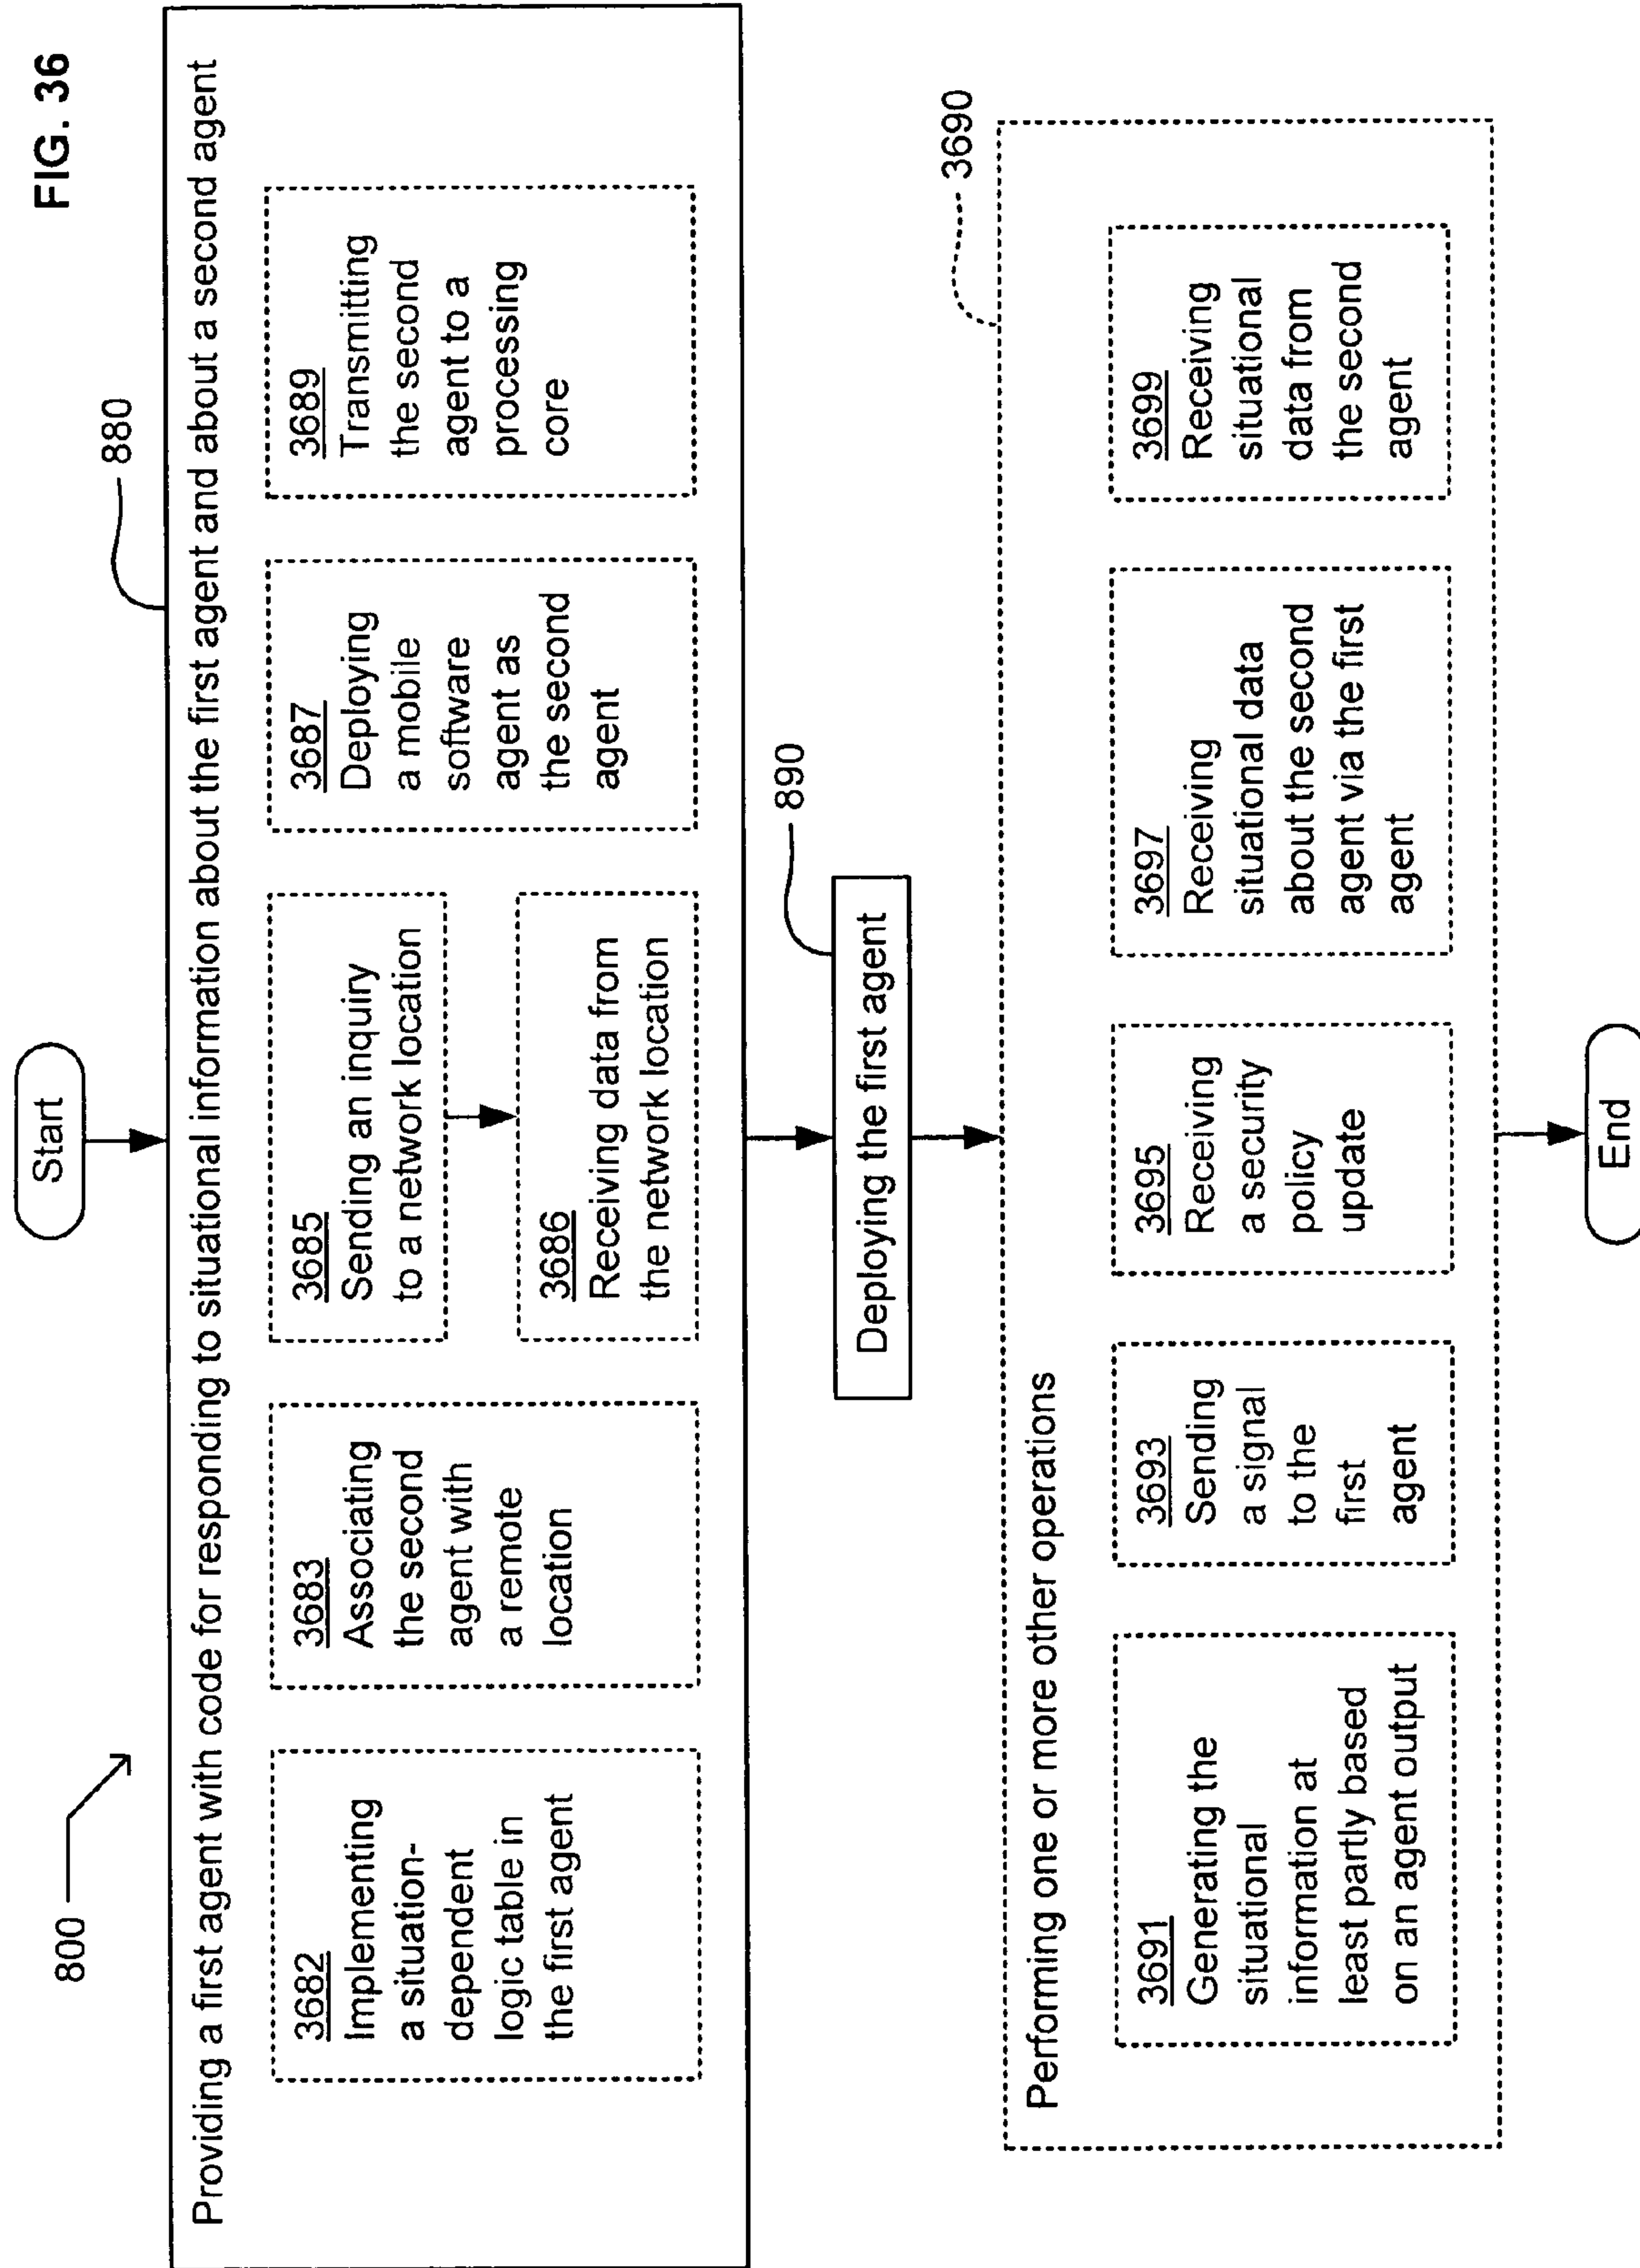 FIG. 36
800
Start
880
Providing a first agent with code for responding to situational information about the first agent and about a second agent
3682
Implementing
a situation-
dependent
logic table in
the first agent
3683
Associating
the second
agent with
a remote
location
3685
Sending an inquiry
to a network location
3686
Receiving data from
the network location
3687
Deploying
a mobile
software
agent as
the second
agent
3689
Transmitting
the second
agent to a
processing
core
890
Deploying the first agent
3690
Performing one or more other operations
3691
Generating the
situational
information at
least partly based
on an agent output
3693
Sending
a signal
to the
first
agent
3695
Receiving
a security
policy
update
3697
Receiving
situational data
about the second
agent via the first
agent
3699
Receiving
situational
data from
the second
agent
End